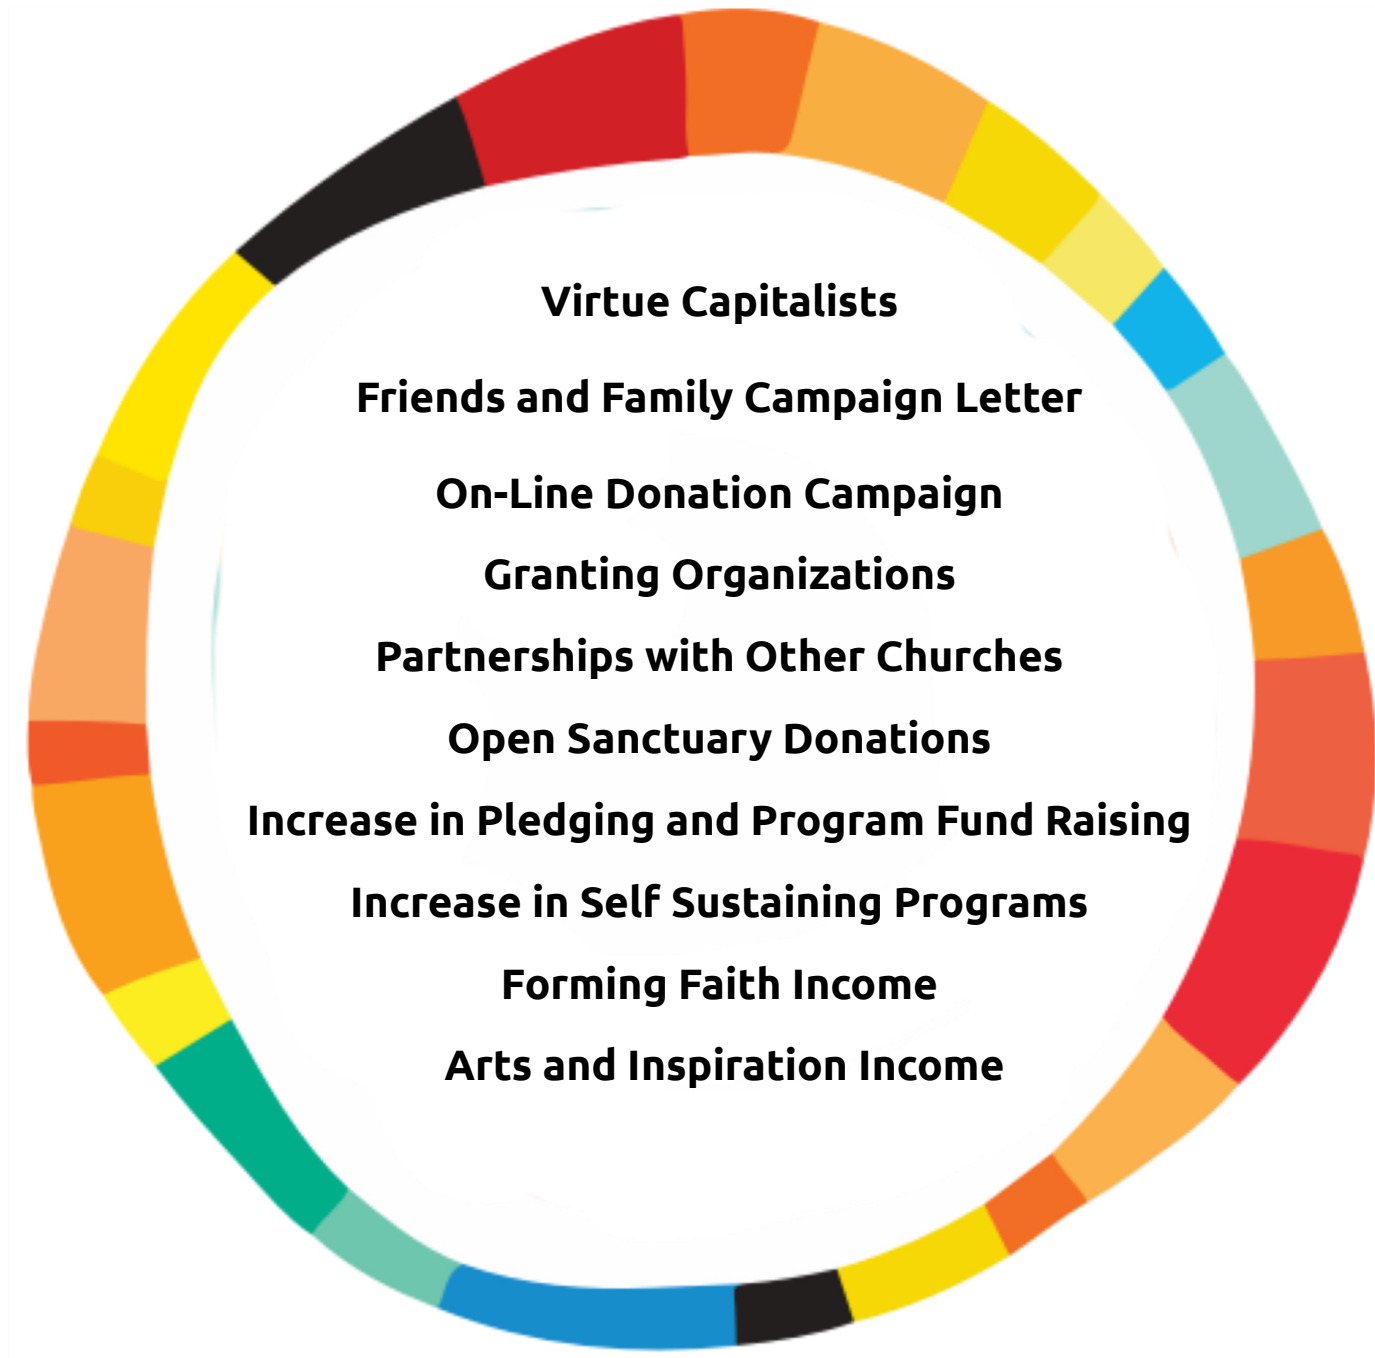 Virtue Capitalists
Friends and Family Campaign Letter
On-Line Donation Campaign
Granting Organizations
Partnerships with Other Churches
Open Sanctuary Donations
Increase in Pledging and Program Fund Raising
Increase in Self Sustaining Programs
Forming Faith Income
Arts and Inspiration Income